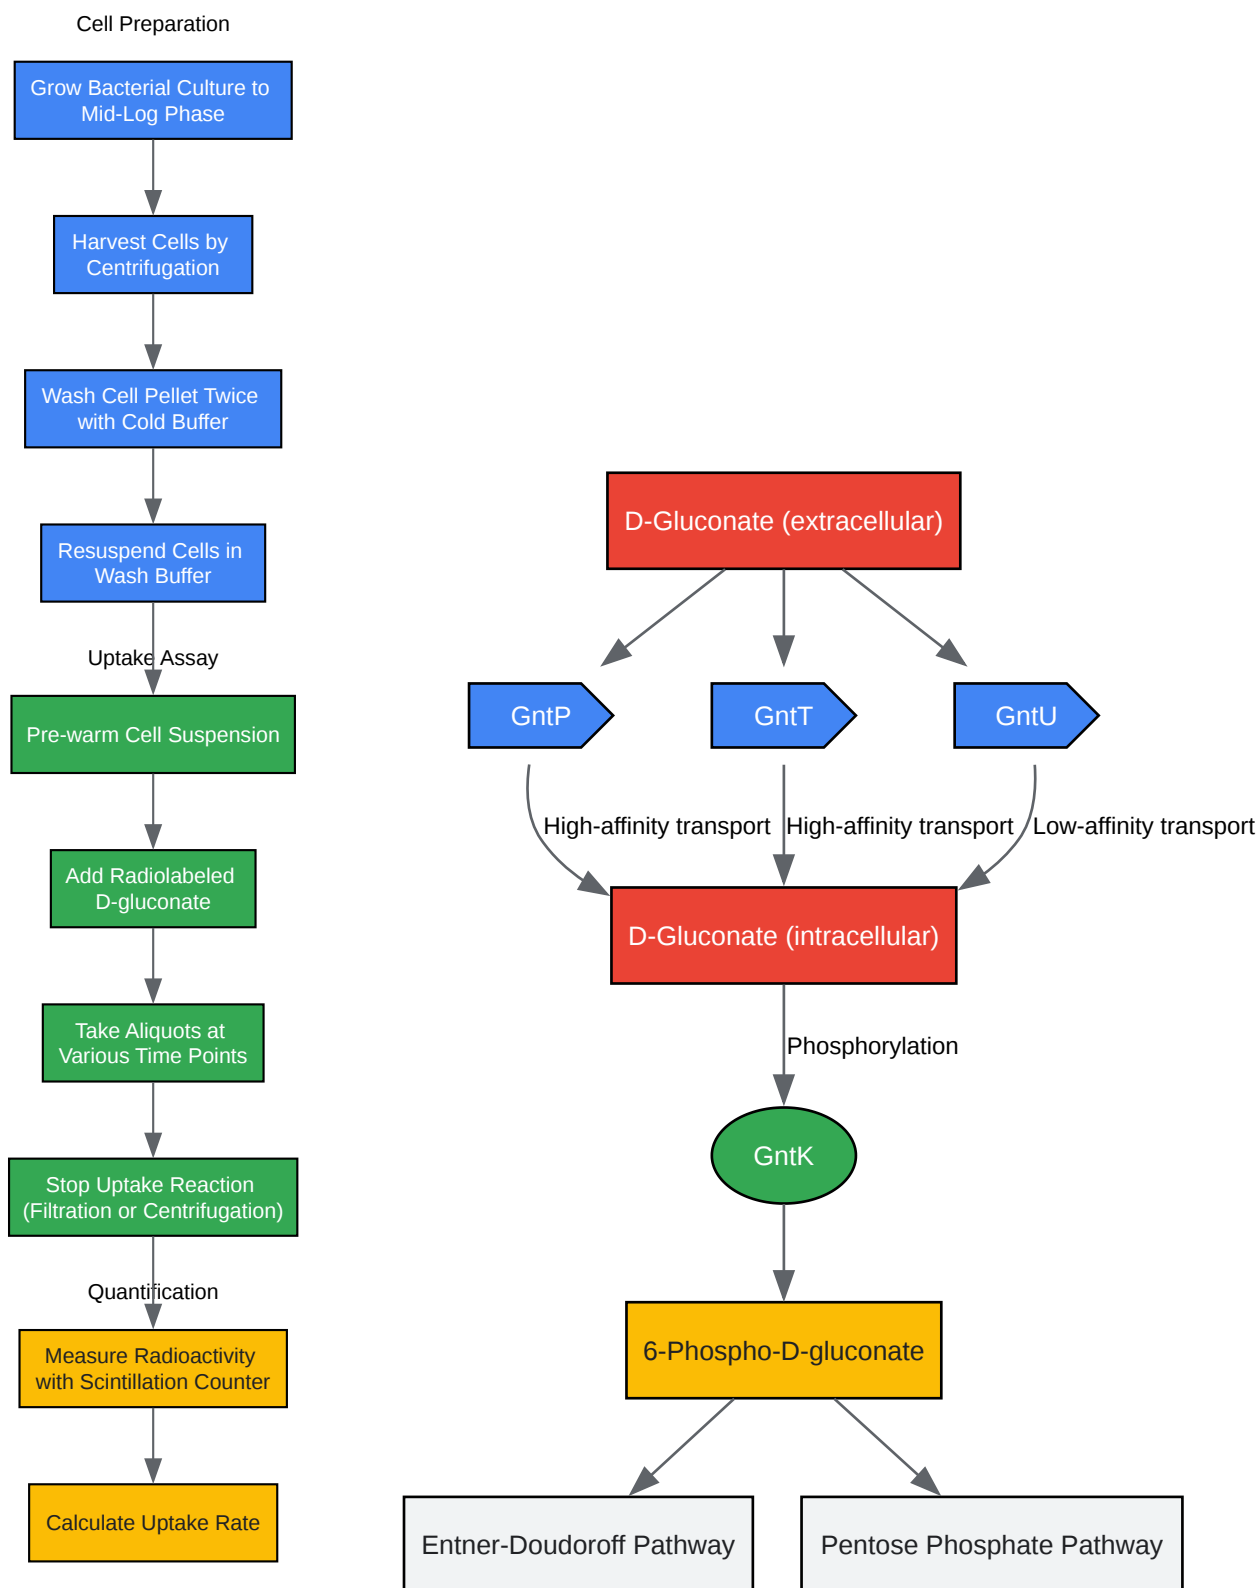 Cell Preparation
Grow Bacterial Culture to
Mid-Log Phase
Harvest Cells by
Centrifugation
Wash Cell Pellet Twice
with Cold Buffer
Resuspend Cells in
Wash Buffer
Uptake Assay
Pre-warm Cell Suspension
Add Radiolabeled
D-gluconate
Take Aliquots at
Various Time Points
Stop Uptake Reaction
(Filtration or Centrifugation)
Quantification
Measure Radioactivity
with Scintillation Counter
Calculate Uptake Rate
D-Gluconate (extracellular)
GntP
GntT
GntU
High-affinity transport
High-affinity transport
Low-affinity transport
D-Gluconate (intracellular)
Phosphorylation
GntK
6-Phospho-D-gluconate
Entner-Doudoroff Pathway
Pentose Phosphate Pathway